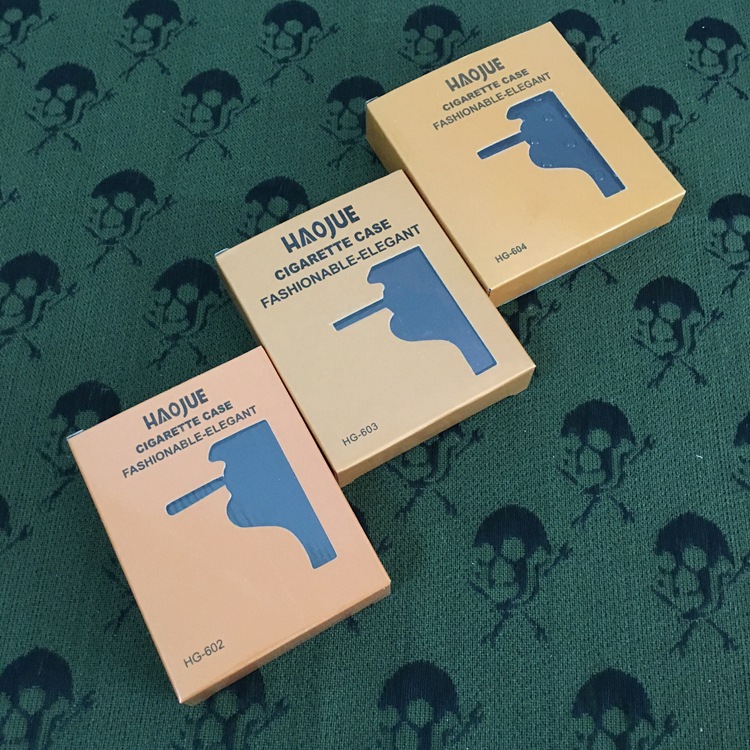 HAOJUE
CIGARETTE CASE
FASHIONABLE-ELEGANT
HG-604
HAOJUE
CIGARETTE CASE
FASHIONABLE-ELEGANT
HG-603
HAOJUE
CIGARETTE CASE
FASHIONABLE-ELEGANT
HG-602